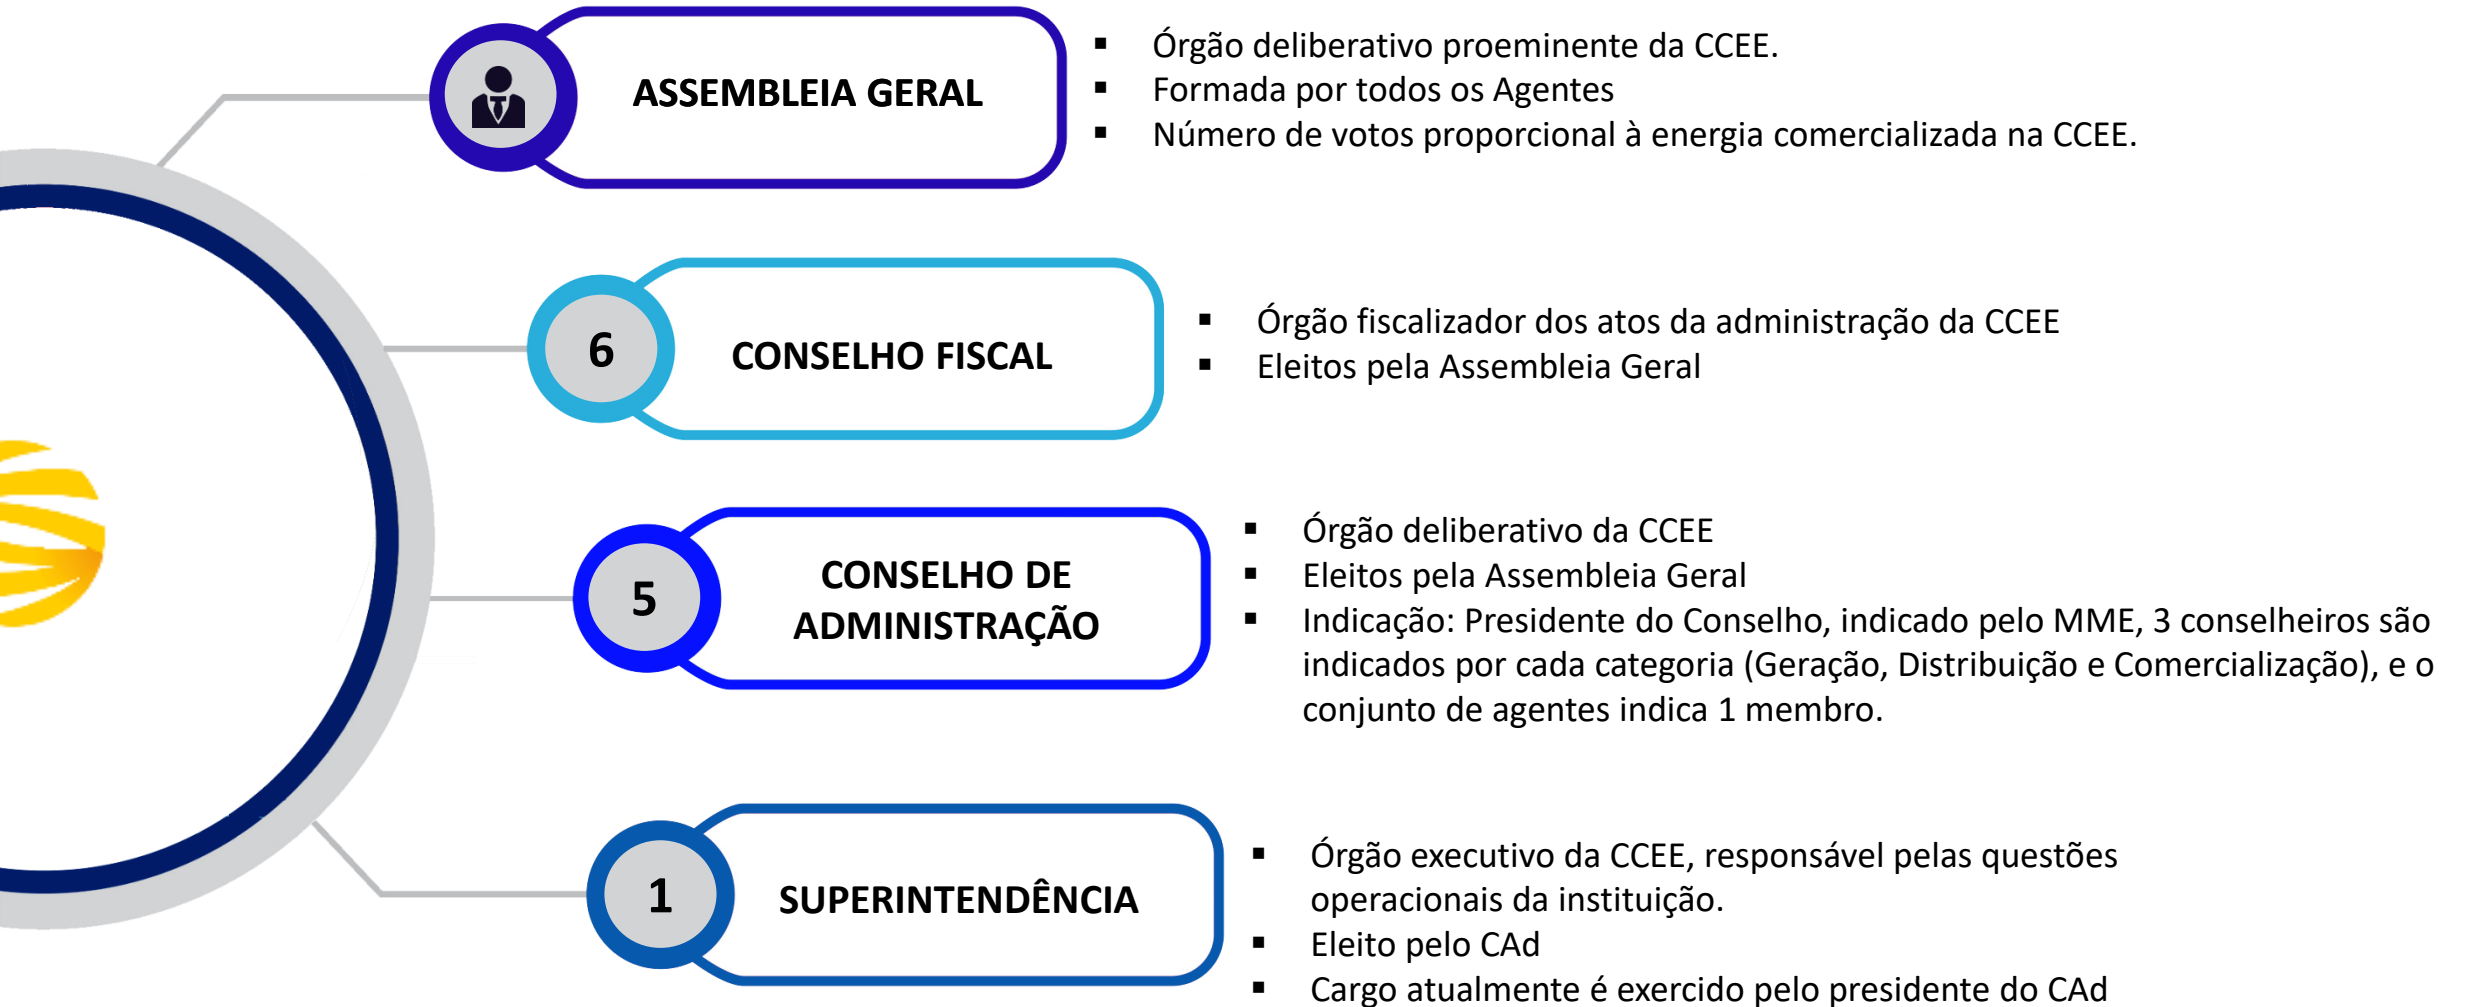 ASSEMBLEIA GERAL
▪ Órgão deliberativo proeminente da CCEE.
▪ Formada por todos os Agentes
▪ Número de votos proporcional à energia comercializada na CCEE.
6
CONSELHO FISCAL
▪ Órgão fiscalizador dos atos da administração da CCEE
▪ Eleitos pela Assembleia Geral
5
CONSELHO DE
ADMINISTRAÇÃO
▪ Órgão deliberativo da CCEE
▪ Eleitos pela Assembleia Geral
▪ Indicação: Presidente do Conselho, indicado pelo MME, 3 conselheiros são
indicados por cada categoria (Geração, Distribuição e Comercialização), e o
conjunto de agentes indica 1 membro.
1
SUPERINTENDÊNCIA
▪ Órgão executivo da CCEE, responsável pelas questões
operacionais da instituição.
▪ Eleito pelo CAd
▪ Cargo atualmente é exercido pelo presidente do CAd